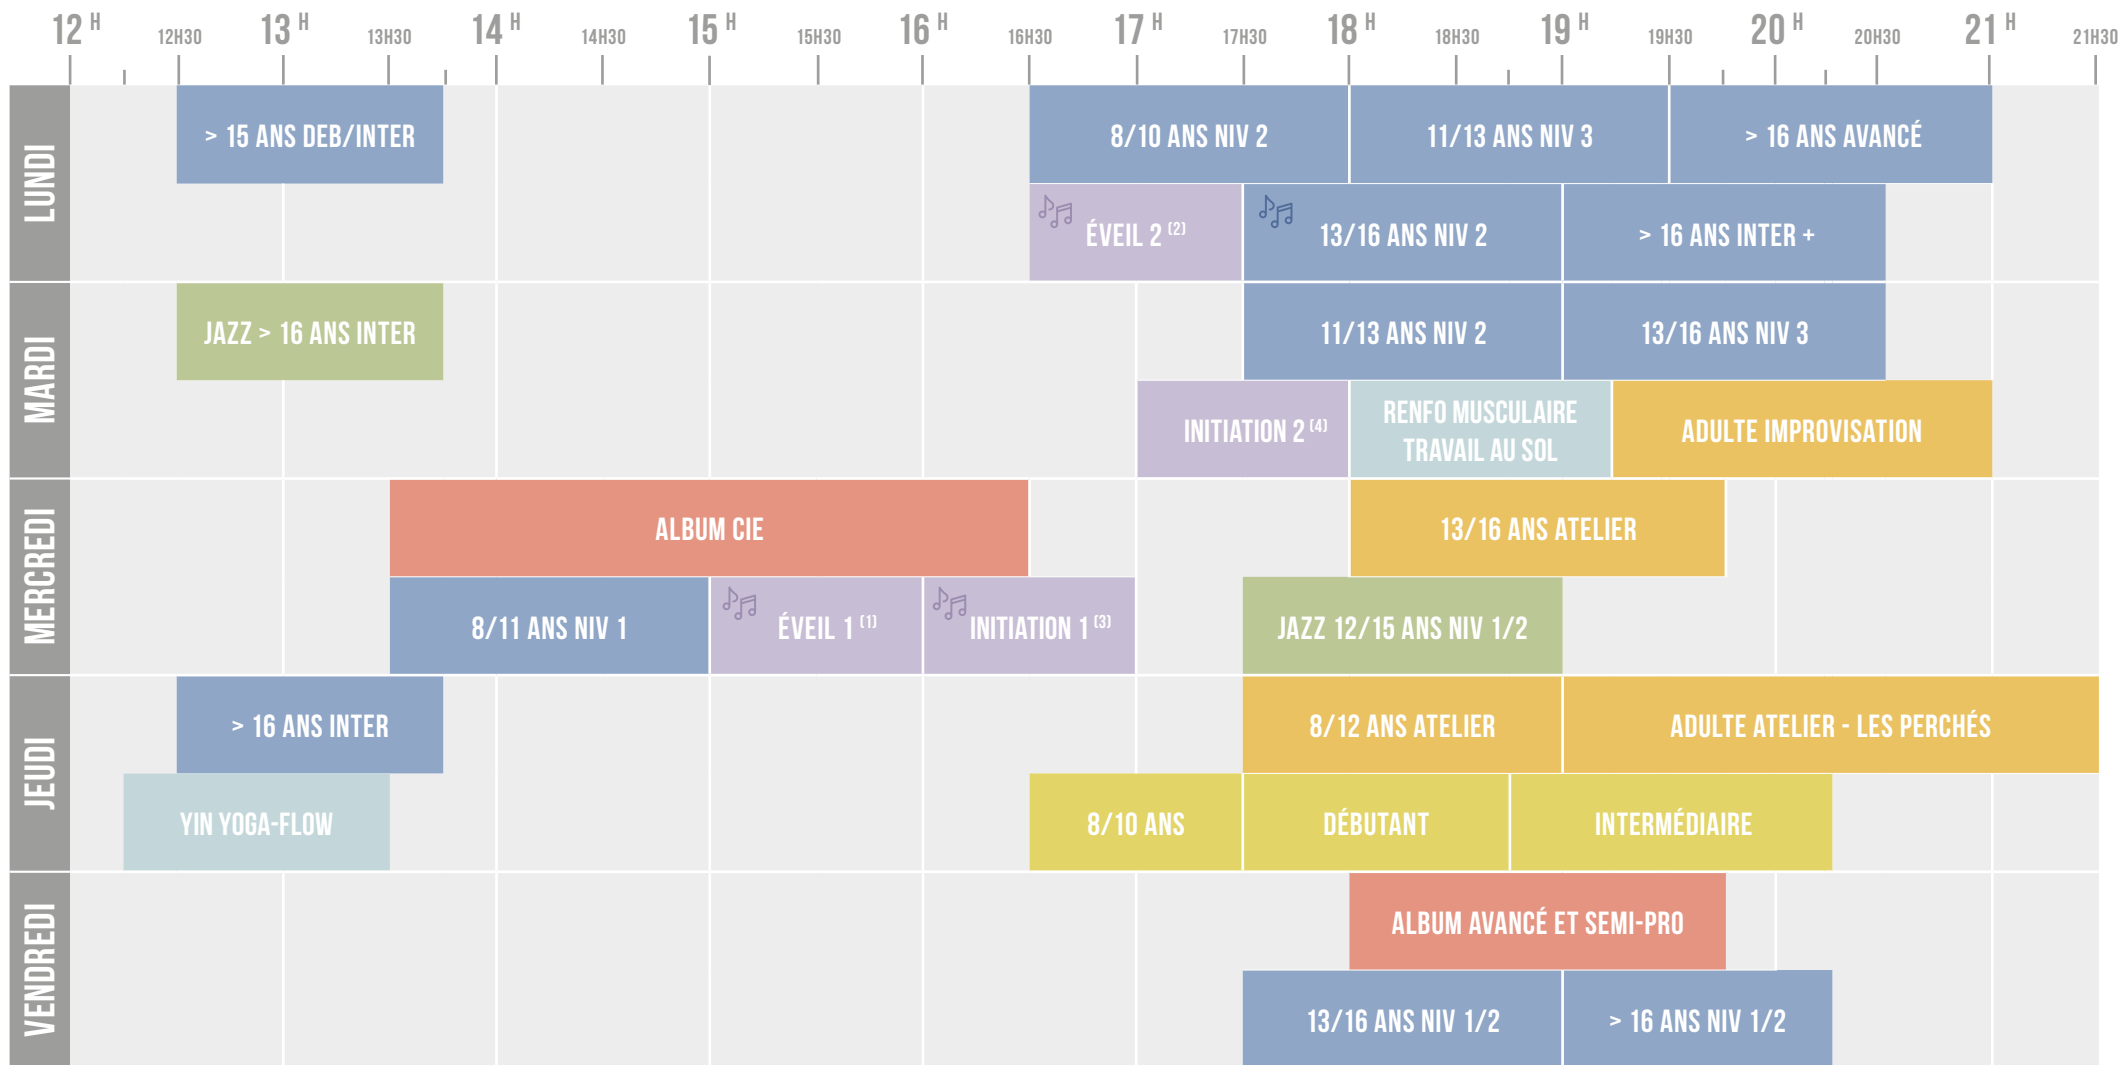 12 H 12H30 13 H 13H30 14 H 14H30 15 H 15H30 16 H 16H30 17 H 17H30 18 H 18H30 19 H 19H30 20 H 20H30 21 H 21H30
LUNDI
> 15 ANS DEB/INTER
8/10 ANS NIV 2
11/13 ANS NIV 3
> 16 ANS AVANCÉ
ÉVEIL 2 (2)
13/16 ANS NIV 2
> 16 ANS INTER +
MARDI
JAZZ > 16 ANS INTER
11/13 ANS NIV 2
13/16 ANS NIV 3
INITIATION 2 (4)
RENFO MUSCULAIRE
TRAVAIL AU SOL
ADULTE IMPROVISATION
MERCREDI
ALBUM CIE
13/16 ANS ATELIER
8/11 ANS NIV 1
ÉVEIL 1 (1)
INITIATION 1 (3)
JAZZ 12/15 ANS NIV 1/2
JEUDI
> 16 ANS INTER
8/12 ANS ATELIER
ADULTE ATELIER - LES PERCHÉS
YIN YOGA-FLOW
8/10 ANS
DÉBUTANT
INTERMÉDIAIRE
VENDREDI
ALBUM AVANCÉ ET SEMI-PRO
13/16 ANS NIV 1/2
> 16 ANS NIV 1/2